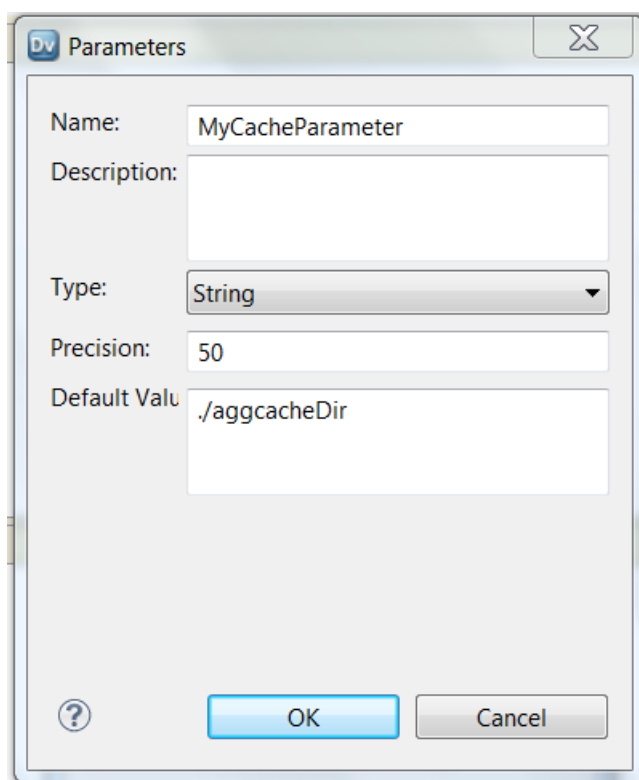 Dv Parameters
Name: MyCacheParameter
Description:
Type: String
Precision: 50
Default Valu ./aggcacheDir
? OK Cancel